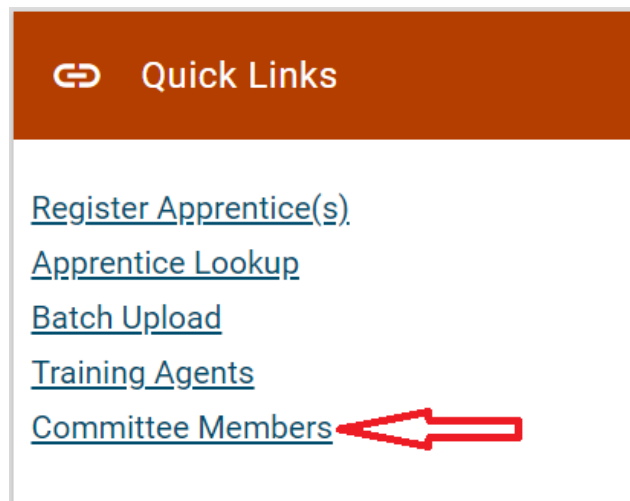 Quick Links
Register Apprentice(s)
Apprentice Lookup
Batch Upload
Training Agents
Committee Members